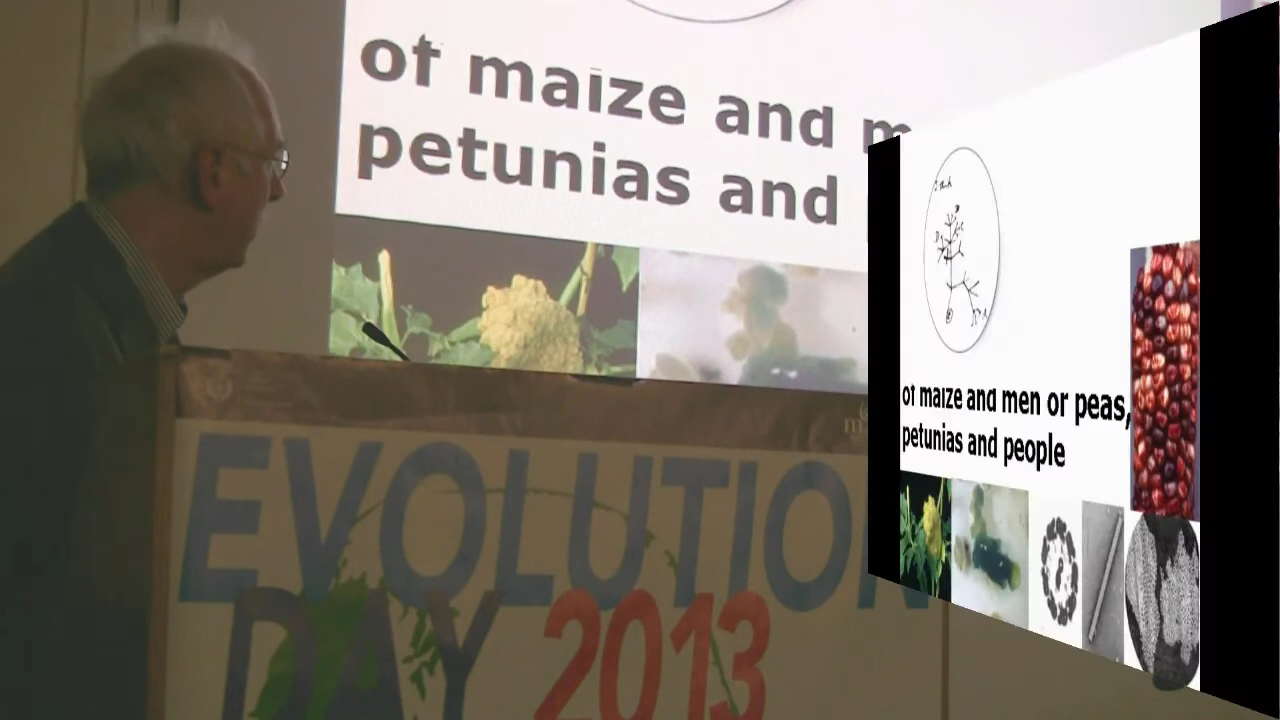 of maize and m
petunias and
EVOLUTION
DAY 2013
of maize and men or peas,
petunias and people